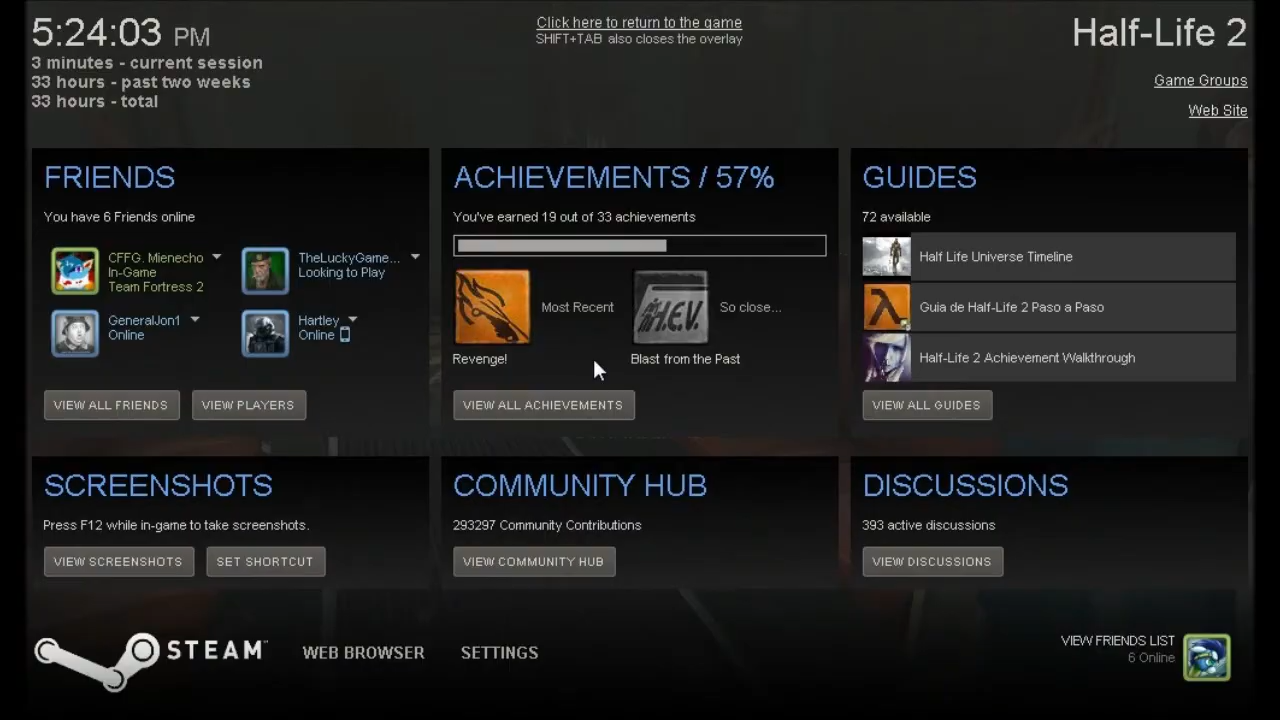 5:24:03 PM
3 minutes - current session
33 hours - past two weeks
33 hours - total
Click here to return to the game
SHIFT+TAB also closes the overlay
Half-Life 2
Game Groups
Web Site
FRIENDS
You have 6 Friends online
CFFG. Mienecho
In-Game
Team Fortress 2
TheLuckyGame...
Looking to Play
GeneralJon1
Online
Hartley
Online
VIEW ALL FRIENDS
VIEW PLAYERS
ACHIEVEMENTS / 57%
You've earned 19 out of 33 achievements
Most Recent
Revenge!
H.E.V.
So close...
Blast from the Past
VIEW ALL ACHIEVEMENTS
GUIDES
72 available
Half Life Universe Timeline
Guia de Half-Life 2 Paso a Paso
Half-Life 2 Achievement Walkthrough
VIEW ALL GUIDES
SCREENSHOTS
Press F12 while in-game to take screenshots.
VIEW SCREENSHOTS
SET SHORTCUT
COMMUNITY HUB
293297 Community Contributions
VIEW COMMUNITY HUB
DISCUSSIONS
393 active discussions
VIEW DISCUSSIONS
STEAM
WEB BROWSER
SETTINGS
VIEW FRIENDS LIST
6 Online